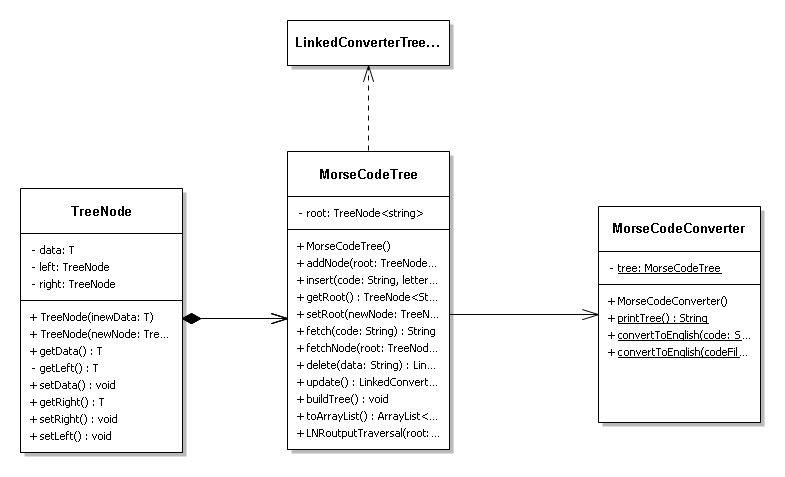 LinkedConverterTree...
MorseCodeTree
- root: TreeNode<string>
+ MorseCodeTree()
+ addNode(root: TreeNode...
+ insert(code: String, letter...
+ getRoot() : TreeNode<St...
+ setRoot(newNode: TreeN...
+ fetch(code: String) : String
+ fetchNode(root: TreeNod...
+ delete(data: String) : Lin...
+ update() : LinkedConvert...
+ buildTree() : void
+ toArrayList() : ArrayList<...
+ LNRoutputTraversal(root: ...
TreeNode
- data: T
- left: TreeNode
- right: TreeNode
+ TreeNode(inewData: T)
+ TreeNode(newNode: Tre...
+ getData() : T
- getLeft() : T
+ setData() : void
+ getRight() : T
+ setRight() : void
+ setLeft() : void
MorseCodeConverter
- tree: MorseCodeTree
+ MorseCodeConverter()
+ printTree() : String
+ convertToEnglish(code: S...
+ convertToEnglish(codeFil...